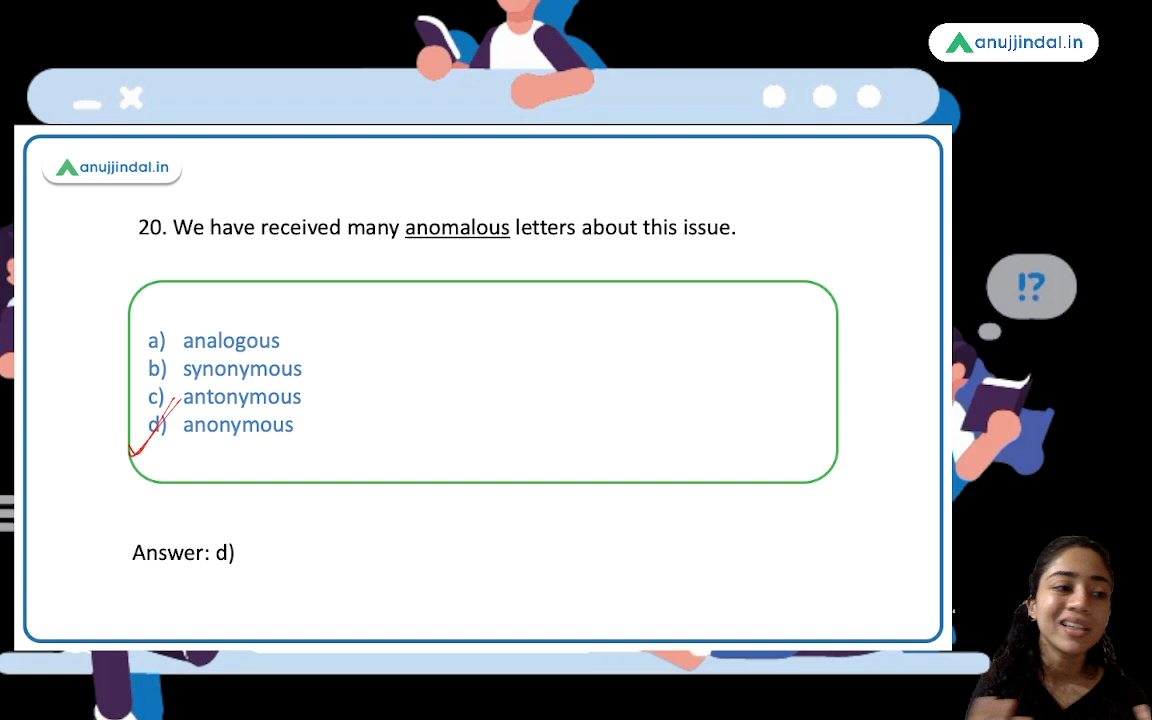 anujjindal.in
anujjindal.in
20. We have received many anomalous letters about this issue.
a) analogous
b) synonymous
c) antonymous
d) anonymous
Answer: d)
!?